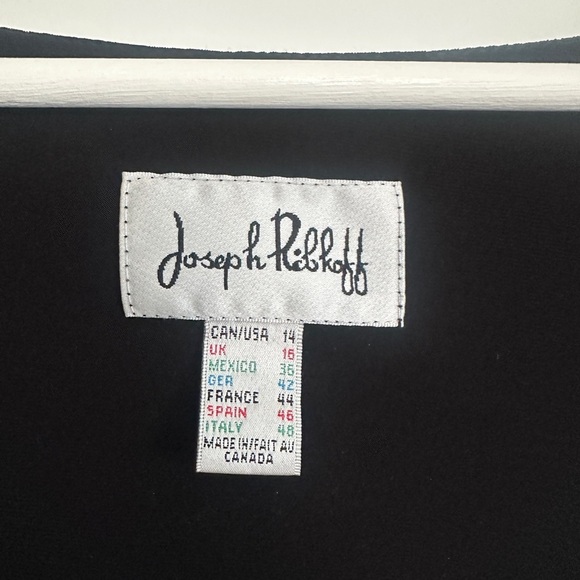 Joseph Ribkoff
CAN/USA 14
UK 16
MEXICO 36
GER 42
FRANCE 44
SPAIN 46
ITALY 48
MADE IN/FAIT AU
CANADA